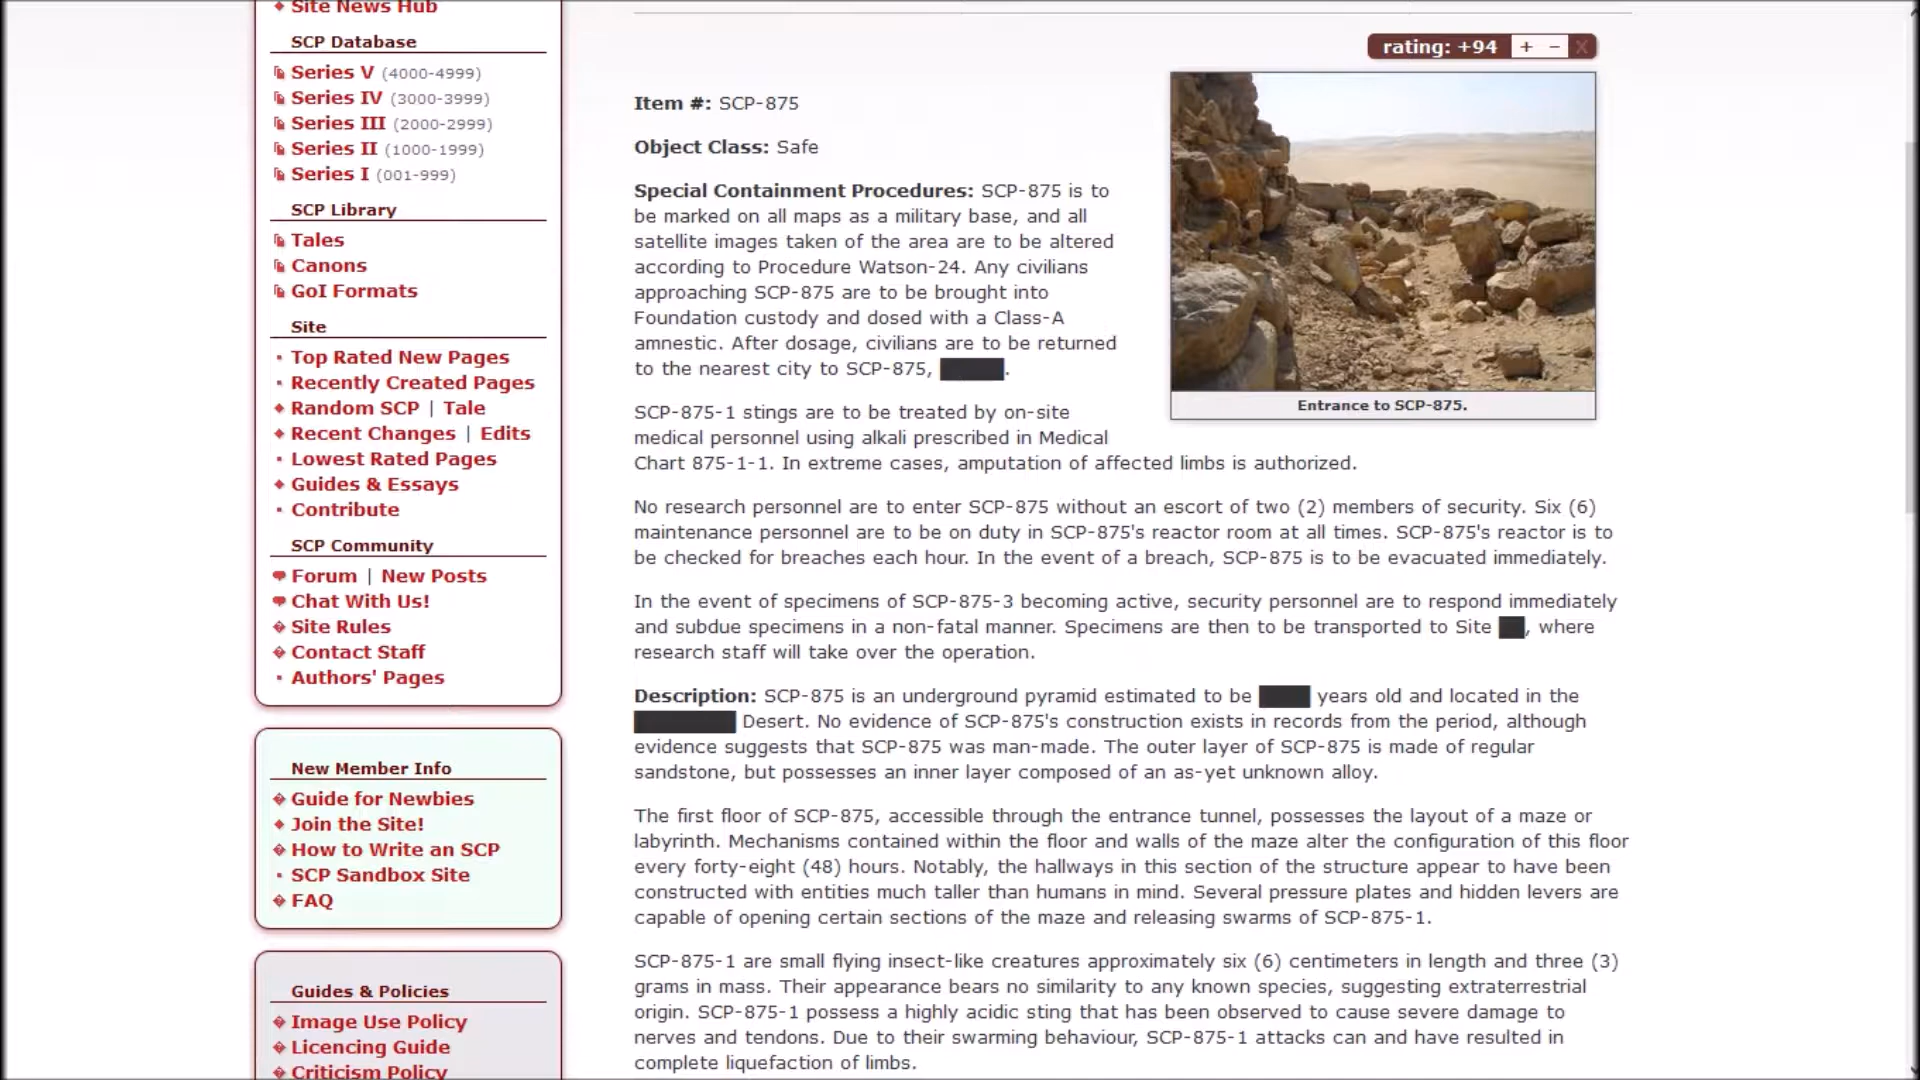 Site News Hub
SCP Database
Series V (4000-4999)
Series IV (3000-3999)
Series III (2000-2999)
Series II (1000-1999)
Series I (001-999)
SCP Library
Tales
Canons
GoI Formats
Site
Top Rated New Pages
Recently Created Pages
Random SCP | Tale
Recent Changes | Edits
Lowest Rated Pages
Guides & Essays
Contribute
SCP Community
Forum | New Posts
Chat With Us!
Site Rules
Contact Staff
Authors' Pages
New Member Info
Guide for Newbies
Join the Site!
How to Write an SCP
SCP Sandbox Site
FAQ
Guides & Policies
Image Use Policy
Licencing Guide
Criticism Policy
rating: +94 + − X
Item #: SCP-875
Object Class: Safe
Special Containment Procedures: SCP-875 is to
be marked on all maps as a military base, and all
satellite images taken of the area are to be altered
according to Procedure Watson-24. Any civilians
approaching SCP-875 are to be brought into
Foundation custody and dosed with a Class-A
amnestic. After dosage, civilians are to be returned
to the nearest city to SCP-875, █████.
Entrance to SCP-875.
SCP-875-1 stings are to be treated by on-site
medical personnel using alkali prescribed in Medical
Chart 875-1-1. In extreme cases, amputation of affected limbs is authorized.
No research personnel are to enter SCP-875 without an escort of two (2) members of security. Six (6)
maintenance personnel are to be on duty in SCP-875's reactor room at all times. SCP-875's reactor is to
be checked for breaches each hour. In the event of a breach, SCP-875 is to be evacuated immediately.
In the event of specimens of SCP-875-3 becoming active, security personnel are to respond immediately
and subdue specimens in a non-fatal manner. Specimens are then to be transported to Site ██, where
research staff will take over the operation.
Description: SCP-875 is an underground pyramid estimated to be ████ years old and located in the
████████ Desert. No evidence of SCP-875's construction exists in records from the period, although
evidence suggests that SCP-875 was man-made. The outer layer of SCP-875 is made of regular
sandstone, but possesses an inner layer composed of an as-yet unknown alloy.
The first floor of SCP-875, accessible through the entrance tunnel, possesses the layout of a maze or
labyrinth. Mechanisms contained within the floor and walls of the maze alter the configuration of this floor
every forty-eight (48) hours. Notably, the hallways in this section of the structure appear to have been
constructed with entities much taller than humans in mind. Several pressure plates and hidden levers are
capable of opening certain sections of the maze and releasing swarms of SCP-875-1.
SCP-875-1 are small flying insect-like creatures approximately six (6) centimeters in length and three (3)
grams in mass. Their appearance bears no similarity to any known species, suggesting extraterrestrial
origin. SCP-875-1 possess a highly acidic sting that has been observed to cause severe damage to
nerves and tendons. Due to their swarming behaviour, SCP-875-1 attacks can and have resulted in
complete liquefaction of limbs.